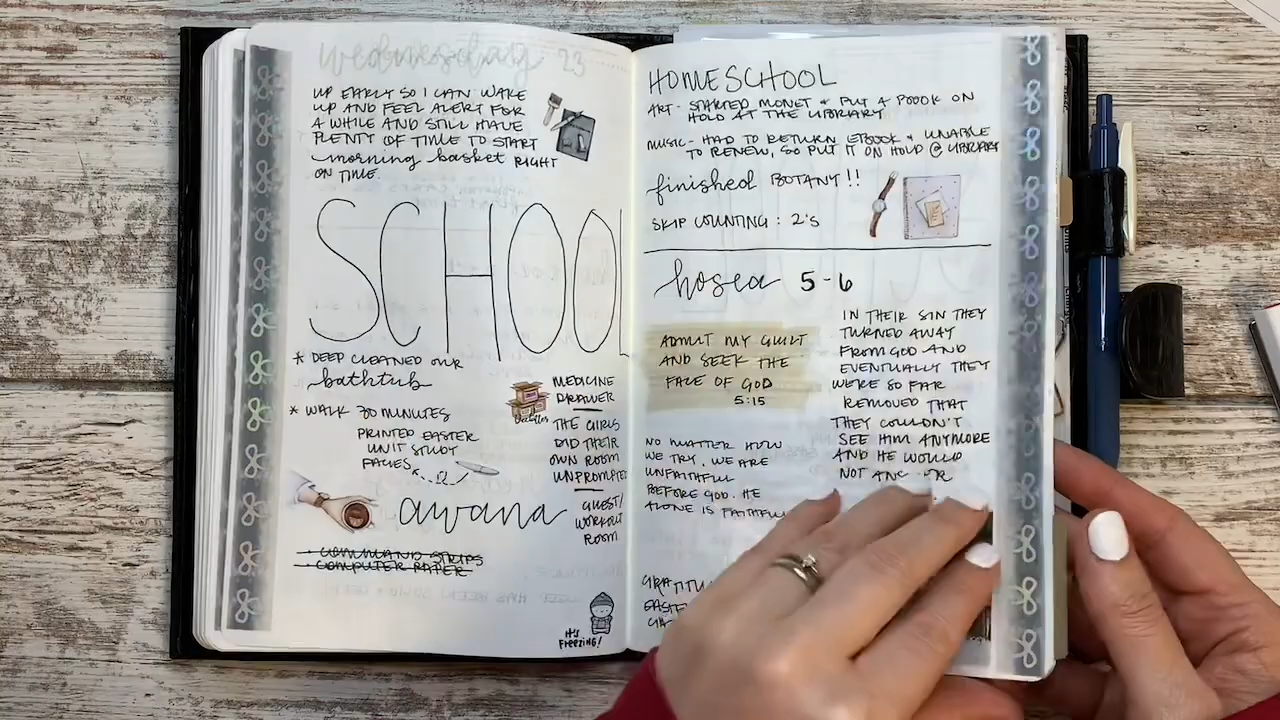 wednesday 23
UP EARLY SO I CAN WAKE
UP AND FEEL ALERT FOR
A WHILE AND STILL HAVE
PLENTY OF TIME TO START
morning basket RIGHT
ON TIME.
SCHOOL
* DEEP CLEANED OUR
bathtub
* WALK 30 MINUTES
PRINTED EASTER
UNIT STUDY
PAGES
Declutter
MEDICINE
DRAWER
THE GIRLS
DID THEIR
OWN ROOM
UNPROMPTED
GUEST/
WORKOUT
ROOM
awana
- COMMAND STRIPS
- COMPUTER PAPER
It's
FREEZING!
HOMESCHOOL
ART - STARTED MONET + PUT A BOOK ON
HOLD AT THE LIBRARY
MUSIC - HAD TO RETURN EBOOK + UNABLE
TO RENEW, SO PUT IT ON HOLD @ LIBRARY
finished BOTANY!!
SKIP COUNTING: 2's
hosea 5-6
ADMIT MY GUILT
AND SEEK THE
FACE OF GOD
5:15
NO MATTER HOW
WE TRY, WE ARE
UNFAITHFUL
BEFORE GOD. HE
ALONE IS FAITHFUL
IN THEIR SIN THEY
TURNED AWAY
FROM GOD AND
EVENTUALLY THEY
WERE SO FAR
REMOVED THAT
THEY COULDN'T
SEE HIM ANYMORE
AND HE WOULD
NOT